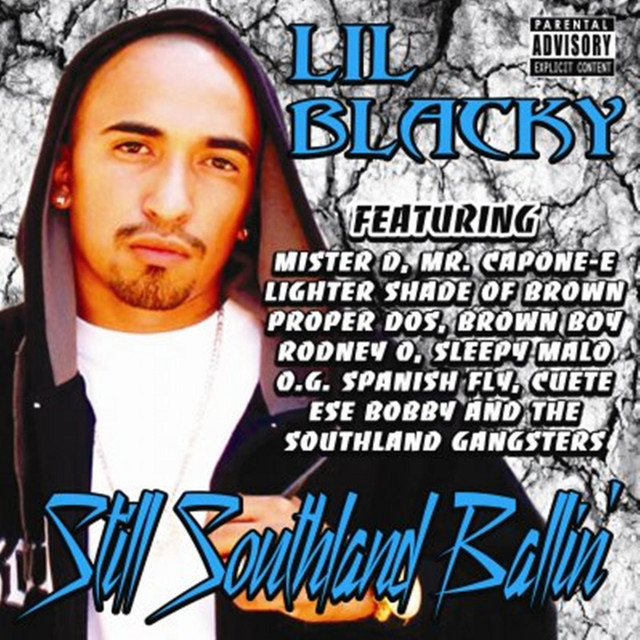 PARENTAL
ADVISORY
EXPLICIT CONTENT
LIL
BLACKY
FEATURING
MISTER D, MR. CAPONE-E
LIGHTER SHADE OF BROWN
PROPER DOS, BROWN BOY
RODNEY O, SLEEPY MALO
O.G. SPANISH FLY, CUETE
ESE BOBBY AND THE
SOUTHLAND GANGSTERS
Still Southland Ballin'